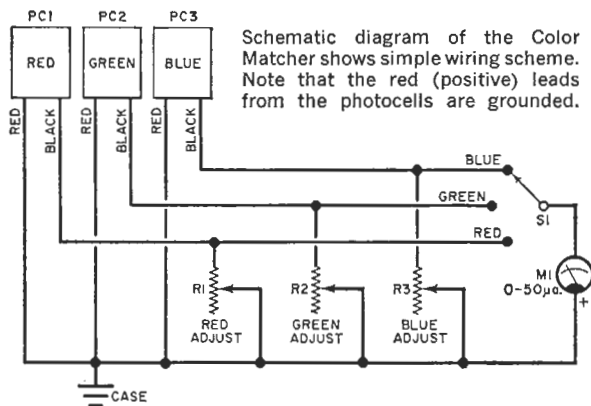 PC1 PC2 PC3
Schematic diagram of the Color
Matcher shows simple wiring scheme.
Note that the red (positive) leads
from the photocells are grounded.
RED GREEN BLUE
RED BLACK RED BLACK RED BLACK
BLUE
GREEN
S1
RED
M1
0-50µa.
+
R1 R2 R3
RED
ADJUST
GREEN
ADJUST
BLUE
ADJUST
CASE